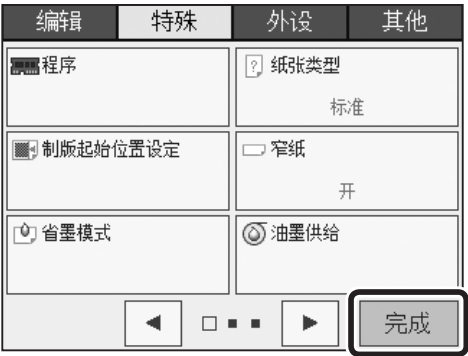 编辑 特殊 外设 其他
程序 纸张类型
标准
制版起始位置设定 窄纸
开
省墨模式 油墨供给
完成